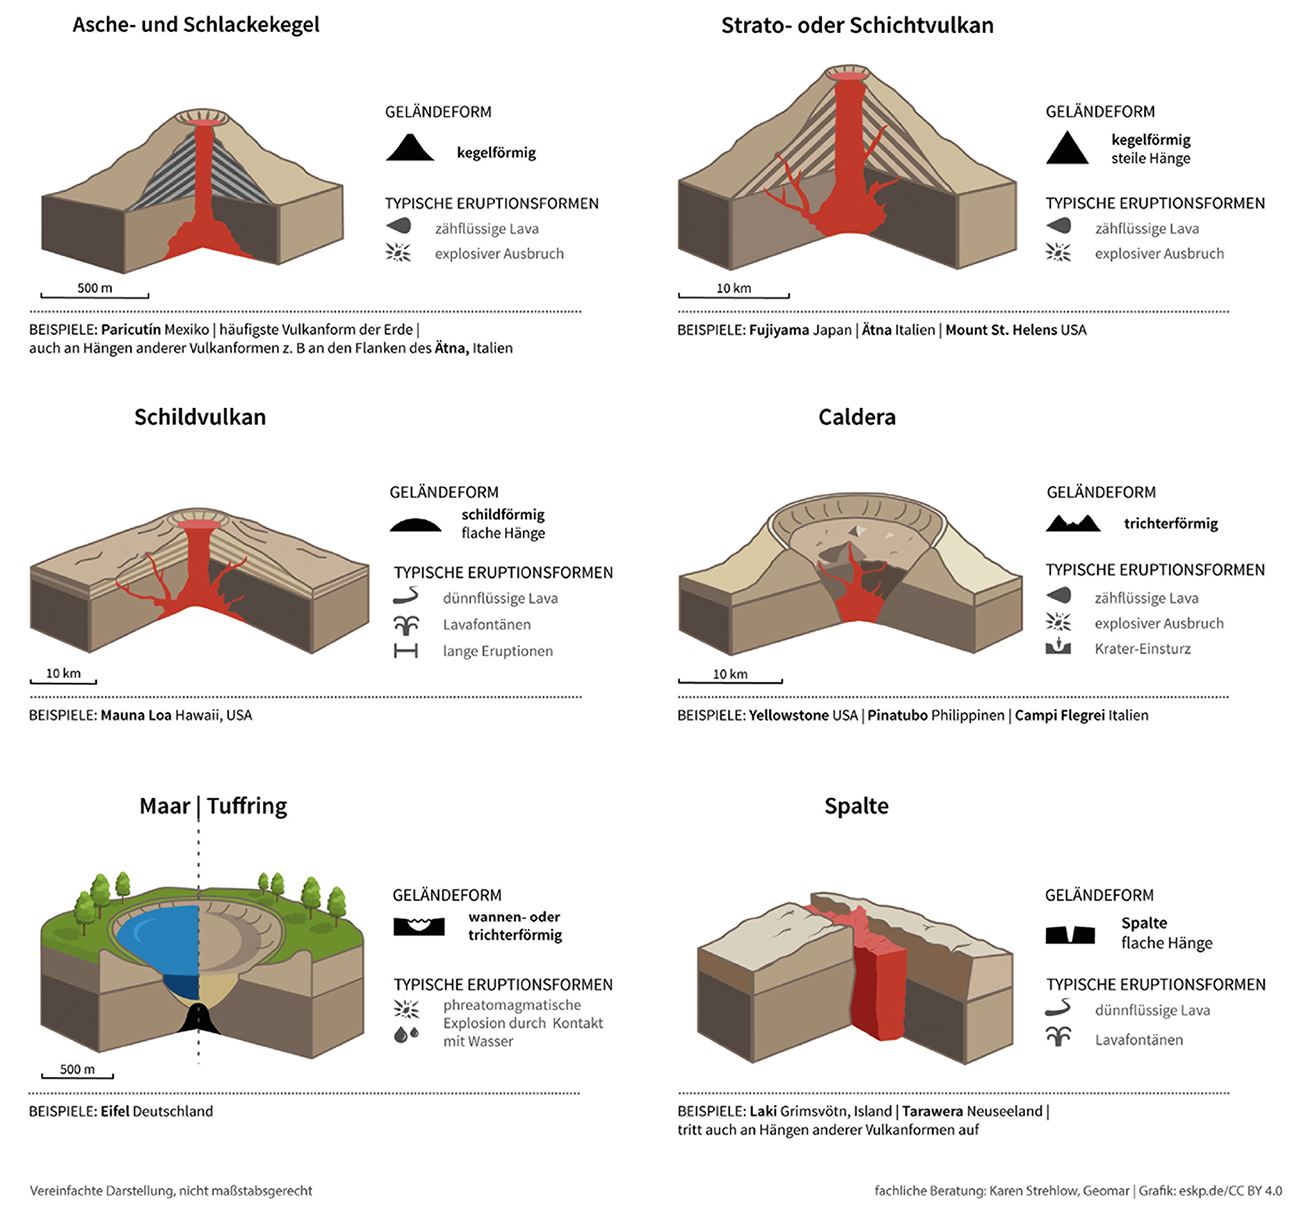 Asche- und Schlackekegel
GELÄNDEFORM
kegelförmig
TYPISCHE ERUPTIONSFORMEN
zähflüssige Lava
explosiver Ausbruch
500 m
BEISPIELE: Paricutín Mexiko | häufigste Vulkanform der Erde |
auch an Hängen anderer Vulkanformen z. B an den Flanken des Ätna, Italien
Strato- oder Schichtvulkan
GELÄNDEFORM
kegelförmig
steile Hänge
TYPISCHE ERUPTIONSFORMEN
zähflüssige Lava
explosiver Ausbruch
10 km
BEISPIELE: Fujiyama Japan | Ätna Italien | Mount St. Helens USA
Schildvulkan
GELÄNDEFORM
schildförmig
flache Hänge
TYPISCHE ERUPTIONSFORMEN
dünnflüssige Lava
Lavafontänen
lange Eruptionen
10 km
BEISPIELE: Mauna Loa Hawaii, USA
Caldera
GELÄNDEFORM
trichterförmig
TYPISCHE ERUPTIONSFORMEN
zähflüssige Lava
explosiver Ausbruch
Krater-Einsturz
10 km
BEISPIELE: Yellowstone USA | Pinatubo Philippinen | Campi Flegrei Italien
Maar | Tuffring
GELÄNDEFORM
wannen- oder
trichterförmig
TYPISCHE ERUPTIONSFORMEN
phreatomagmatische
Explosion durch Kontakt
mit Wasser
500 m
BEISPIELE: Eifel Deutschland
Spalte
GELÄNDEFORM
Spalte
flache Hänge
TYPISCHE ERUPTIONSFORMEN
dünnflüssige Lava
Lavafontänen
BEISPIELE: Laki Grimsvötn, Island | Tarawera Neuseeland |
tritt auch an Hängen anderer Vulkanformen auf
Vereinfachte Darstellung, nicht maßstabsgerecht
fachliche Beratung: Karen Strehlow, Geomar | Grafik: eskp.de/CC BY 4.0